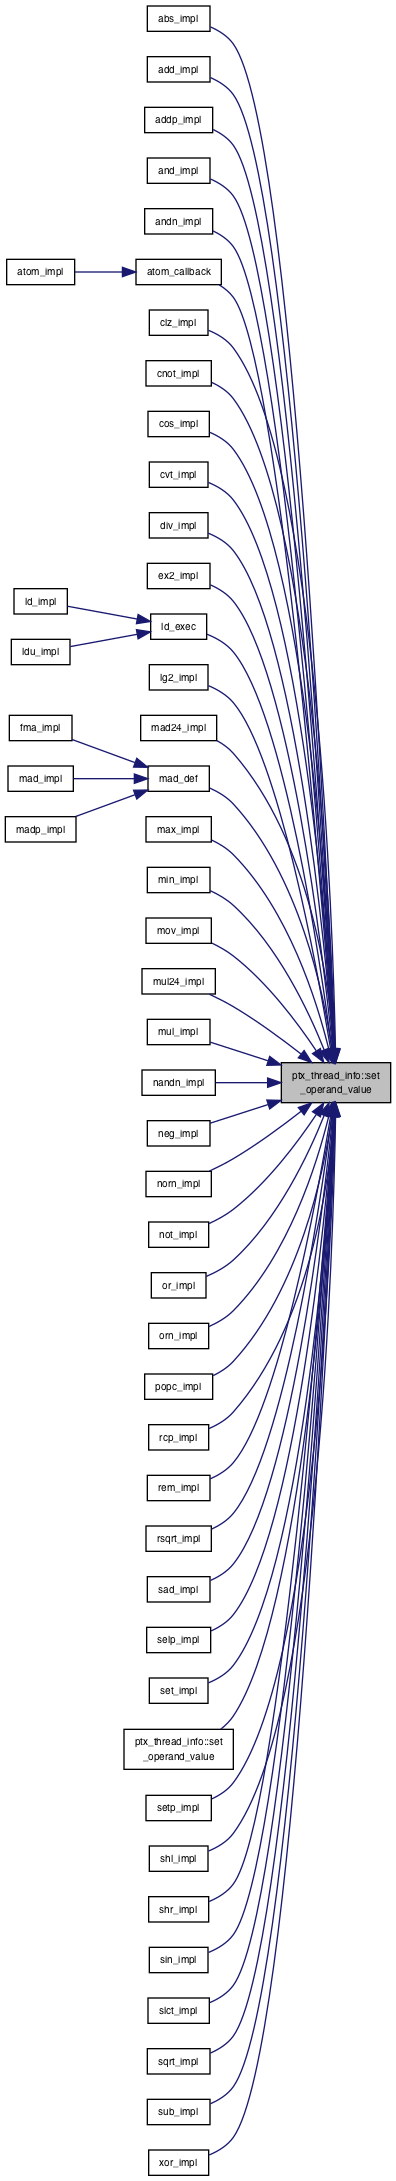 abs_impl
add_impl
addp_impl
and_impl
andn_impl
atom_impl
atom_callback
clz_impl
cnot_impl
cos_impl
cvt_impl
div_impl
ex2_impl
ld_impl
ld_exec
ldu_impl
lg2_impl
fma_impl
mad24_impl
mad_impl
mad_def
madp_impl
max_impl
min_impl
mov_impl
mul24_impl
mul_impl
ptx_thread_info::set
_operand_value
nandn_impl
neg_impl
norn_impl
not_impl
or_impl
orn_impl
popc_impl
rcp_impl
rem_impl
rsqrt_impl
sad_impl
selp_impl
set_impl
ptx_thread_info::set
_operand_value
setp_impl
shl_impl
shr_impl
sin_impl
slct_impl
sqrt_impl
sub_impl
xor_impl